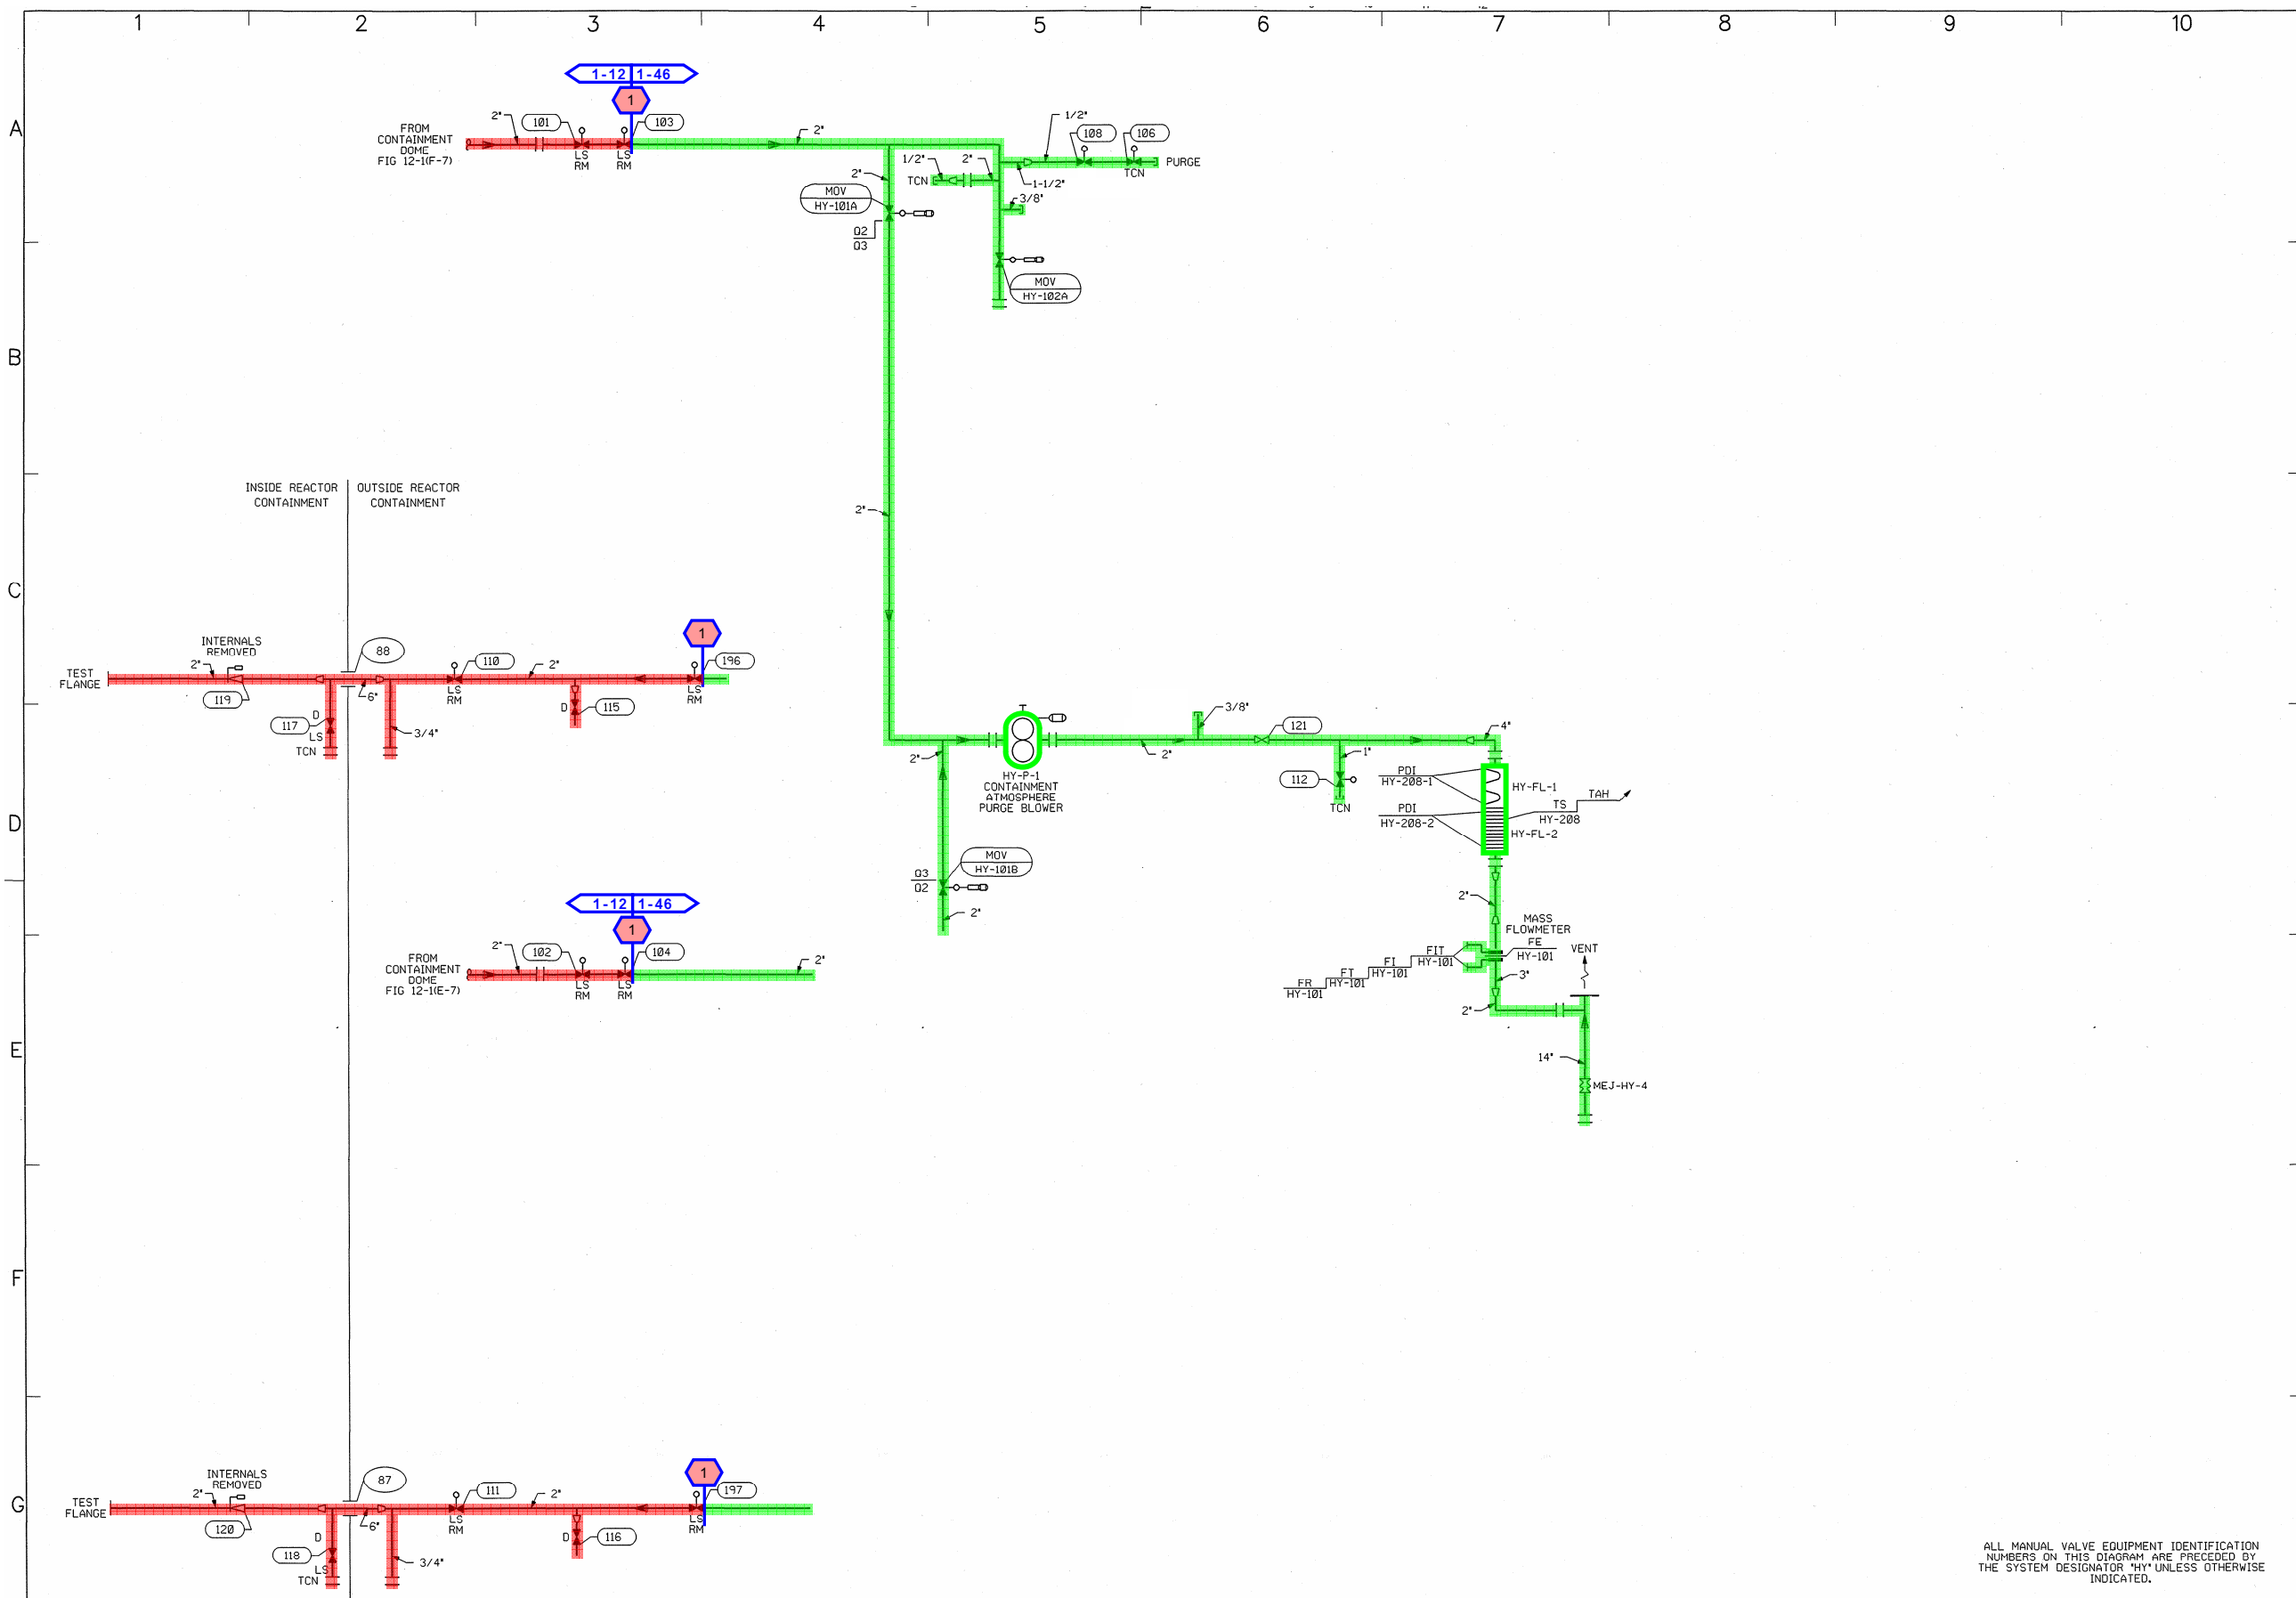 1 2 3 4 5 6 7 8 9 10
A
B
C
D
E
F
G
1-12 1-46
1
FROM
CONTAINMENT
DOME
FIG 12-1(F-7)
2"
101
103
LS
RM
LS
RM
2"
2"
MOV
HY-101A
Q2
Q3
1/2"
2"
TCN
1/2"
108
106
PURGE
TCN
1-1/2"
3/8"
MOV
HY-102A
2"
INSIDE REACTOR
CONTAINMENT
OUTSIDE REACTOR
CONTAINMENT
INTERNALS
REMOVED
2"
TEST
FLANGE
119
88
6"
110
LS
RM
2"
1
196
LS
RM
D
117
LS
TCN
3/4"
D
115
2"
HY-P-1
CONTAINMENT
ATMOSPHERE
PURGE BLOWER
2"
3/8"
121
1"
112
TCN
4"
PDI
HY-208-1
PDI
HY-208-2
HY-FL-1
TS
HY-208
TAH
HY-FL-2
Q3
Q2
MOV
HY-101B
2"
2"
MASS
FLOWMETER
FE
HY-101
VENT
FIT
HY-101
FI
HY-101
FT
HY-101
FR
HY-101
3"
2"
14"
MEJ-HY-4
1-12 1-46
1
FROM
CONTAINMENT
DOME
FIG 12-1(E-7)
2"
102
104
LS
RM
LS
RM
2"
INTERNALS
REMOVED
2"
TEST
FLANGE
120
87
6"
111
LS
RM
2"
1
197
LS
RM
D
118
LS
TCN
3/4"
D
116
ALL MANUAL VALVE EQUIPMENT IDENTIFICATION
NUMBERS ON THIS DIAGRAM ARE PRECEDED BY
THE SYSTEM DESIGNATOR "HY" UNLESS OTHERWISE
INDICATED.